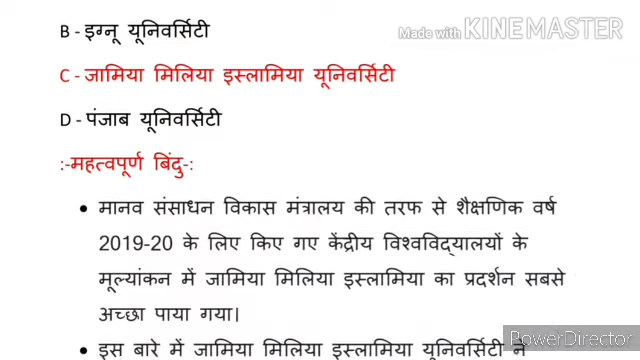 B - इग्नू यूनिवर्सिटी
Made with KINEMASTER
C - जामिया मिलिया इस्लामिया यूनिवर्सिटी
D - पंजाब यूनिवर्सिटी
:-महत्वपूर्ण बिंदु-:
• मानव संसाधन विकास मंत्रालय की तरफ से शैक्षणिक वर्ष
2019-20 के लिए किए गए केंद्रीय विश्वविद्यालयों के
मूल्यांकन में जामिया मिलिया इस्लामिया का प्रदर्शन सबसे
अच्छा पाया गया।
• इस बारे में जामिया मिलिया इस्लामिया यूनिवर्सिटी ने
PowerDirector